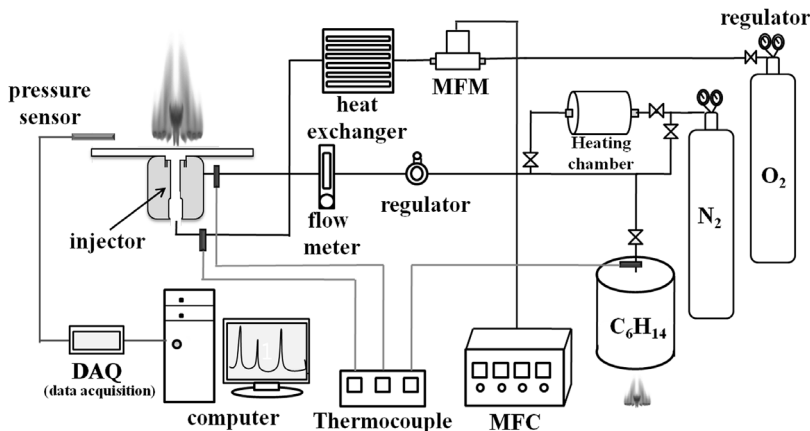 regulator
MFM
pressure
sensor
heat
exchanger
Heating
chamber
O₂
N₂
injector
flow
meter
regulator
C₆H₁₄
DAQ
(data acquisition)
computer
Thermocouple
MFC